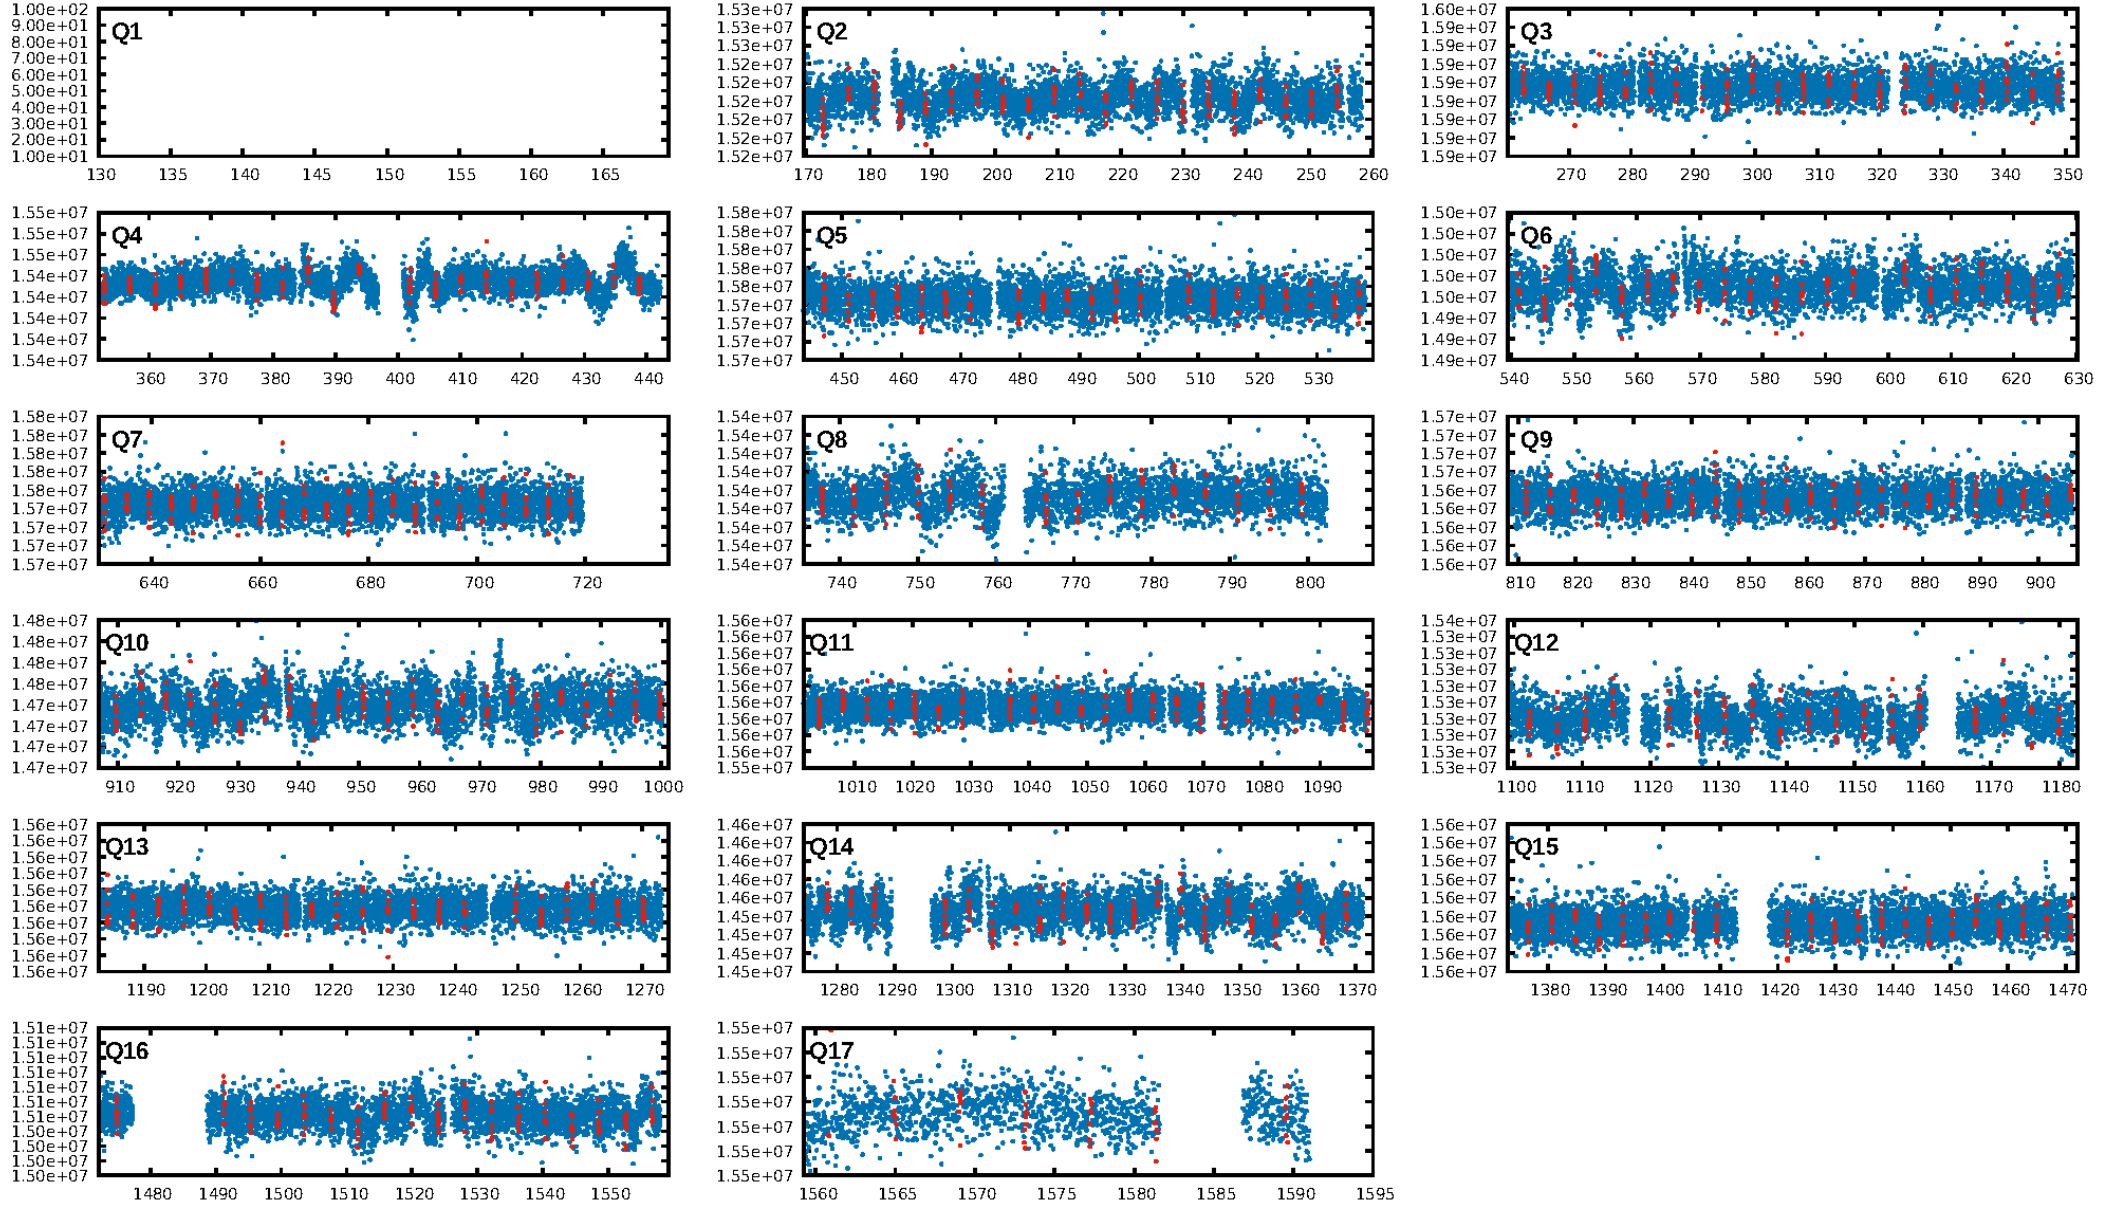 Q1
1.00e+02
9.00e+01
8.00e+01
7.00e+01
6.00e+01
5.00e+01
4.00e+01
3.00e+01
2.00e+01
1.00e+01
130 135 140 145 150 155 160 165
Q2
1.53e+07
1.53e+07
1.53e+07
1.52e+07
1.52e+07
1.52e+07
1.52e+07
1.52e+07
1.52e+07
170 180 190 200 210 220 230 240 250 260
Q3
1.60e+07
1.59e+07
1.59e+07
1.59e+07
1.59e+07
1.59e+07
1.59e+07
1.59e+07
1.59e+07
270 280 290 300 310 320 330 340 350
Q4
1.55e+07
1.55e+07
1.55e+07
1.54e+07
1.54e+07
1.54e+07
1.54e+07
1.54e+07
360 370 380 390 400 410 420 430 440
Q5
1.58e+07
1.58e+07
1.58e+07
1.58e+07
1.58e+07
1.57e+07
1.57e+07
1.57e+07
1.57e+07
450 460 470 480 490 500 510 520 530
Q6
1.50e+07
1.50e+07
1.50e+07
1.50e+07
1.50e+07
1.49e+07
1.49e+07
1.49e+07
540 550 560 570 580 590 600 610 620 630
Q7
1.58e+07
1.58e+07
1.58e+07
1.58e+07
1.58e+07
1.57e+07
1.57e+07
1.57e+07
1.57e+07
640 660 680 700 720
Q8
1.54e+07
1.54e+07
1.54e+07
1.54e+07
1.54e+07
1.54e+07
1.54e+07
1.54e+07
1.54e+07
740 750 760 770 780 790 800
Q9
1.57e+07
1.57e+07
1.57e+07
1.57e+07
1.56e+07
1.56e+07
1.56e+07
1.56e+07
1.56e+07
810 820 830 840 850 860 870 880 890 900
Q10
1.48e+07
1.48e+07
1.48e+07
1.48e+07
1.47e+07
1.47e+07
1.47e+07
1.47e+07
910 920 930 940 950 960 970 980 990 1000
Q11
1.56e+07
1.56e+07
1.56e+07
1.56e+07
1.56e+07
1.56e+07
1.56e+07
1.56e+07
1.56e+07
1.55e+07
1010 1020 1030 1040 1050 1060 1070 1080 1090
Q12
1.54e+07
1.53e+07
1.53e+07
1.53e+07
1.53e+07
1.53e+07
1.53e+07
1.53e+07
1.53e+07
1.53e+07
1100 1110 1120 1130 1140 1150 1160 1170 1180
Q13
1.56e+07
1.56e+07
1.56e+07
1.56e+07
1.56e+07
1.56e+07
1.56e+07
1.56e+07
1.56e+07
1.56e+07
1190 1200 1210 1220 1230 1240 1250 1260 1270
Q14
1.46e+07
1.46e+07
1.46e+07
1.46e+07
1.46e+07
1.45e+07
1.45e+07
1.45e+07
1.45e+07
1280 1290 1300 1310 1320 1330 1340 1350 1360 1370
Q15
1.56e+07
1.56e+07
1.56e+07
1.56e+07
1.56e+07
1.56e+07
1.56e+07
1.56e+07
1.56e+07
1380 1390 1400 1410 1420 1430 1440 1450 1460 1470
Q16
1.51e+07
1.51e+07
1.51e+07
1.51e+07
1.51e+07
1.51e+07
1.51e+07
1.51e+07
1.50e+07
1.50e+07
1.50e+07
1480 1490 1500 1510 1520 1530 1540 1550
Q17
1.55e+07
1.55e+07
1.55e+07
1.55e+07
1.55e+07
1.55e+07
1.55e+07
1560 1565 1570 1575 1580 1585 1590 1595